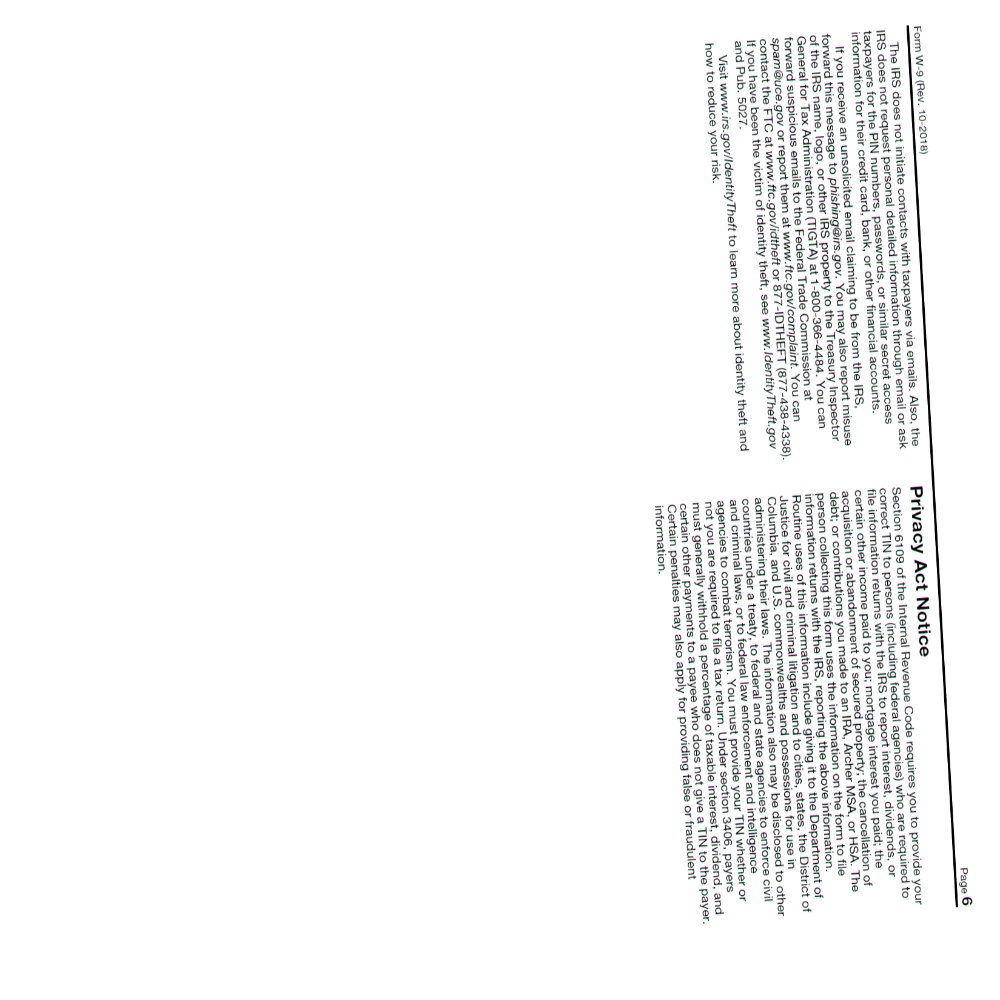 Form W-9 (Rev. 10-2018)
Page 6
The IRS does not initiate contacts with taxpayers via emails. Also, the
IRS does not request personal detailed information through email or ask
taxpayers for the PIN numbers, passwords, or similar secret access
information for their credit card, bank, or other financial accounts.
If you receive an unsolicited email claiming to be from the IRS,
forward this message to phishing@irs.gov. You may also report misuse
of the IRS name, logo, or other IRS property to the Treasury Inspector
General for Tax Administration (TIGTA) at 1-800-366-4484. You can
forward suspicious emails to the Federal Trade Commission at
spam@uce.gov or report them at www.ftc.gov/complaint. You can
contact the FTC at www.ftc.gov/idtheft or 877-IDTHEFT (877-438-4338).
If you have been the victim of identity theft, see www.IdentityTheft.gov
and Pub. 5027.
Visit www.irs.gov/IdentityTheft to learn more about identity theft and
how to reduce your risk.
Privacy Act Notice
Section 6109 of the Internal Revenue Code requires you to provide your
correct TIN to persons (including federal agencies) who are required to
file information returns with the IRS to report interest, dividends, or
certain other income paid to you; mortgage interest you paid; the
acquisition or abandonment of secured property; the cancellation of
debt; or contributions you made to an IRA, Archer MSA, or HSA. The
person collecting this form uses the information on the form to file
information returns with the IRS, reporting the above information.
Routine uses of this information include giving it to the Department of
Justice for civil and criminal litigation and to cities, states, the District of
Columbia, and U.S. commonwealths and possessions for use in
administering their laws. The information also may be disclosed to other
countries under a treaty, to federal and state agencies to enforce civil
and criminal laws, or to federal law enforcement and intelligence
agencies to combat terrorism. You must provide your TIN whether or
not you are required to file a tax return. Under section 3406, payers
must generally withhold a percentage of taxable interest, dividend, and
certain other payments to a payee who does not give a TIN to the payer.
Certain penalties may also apply for providing false or fraudulent
information.